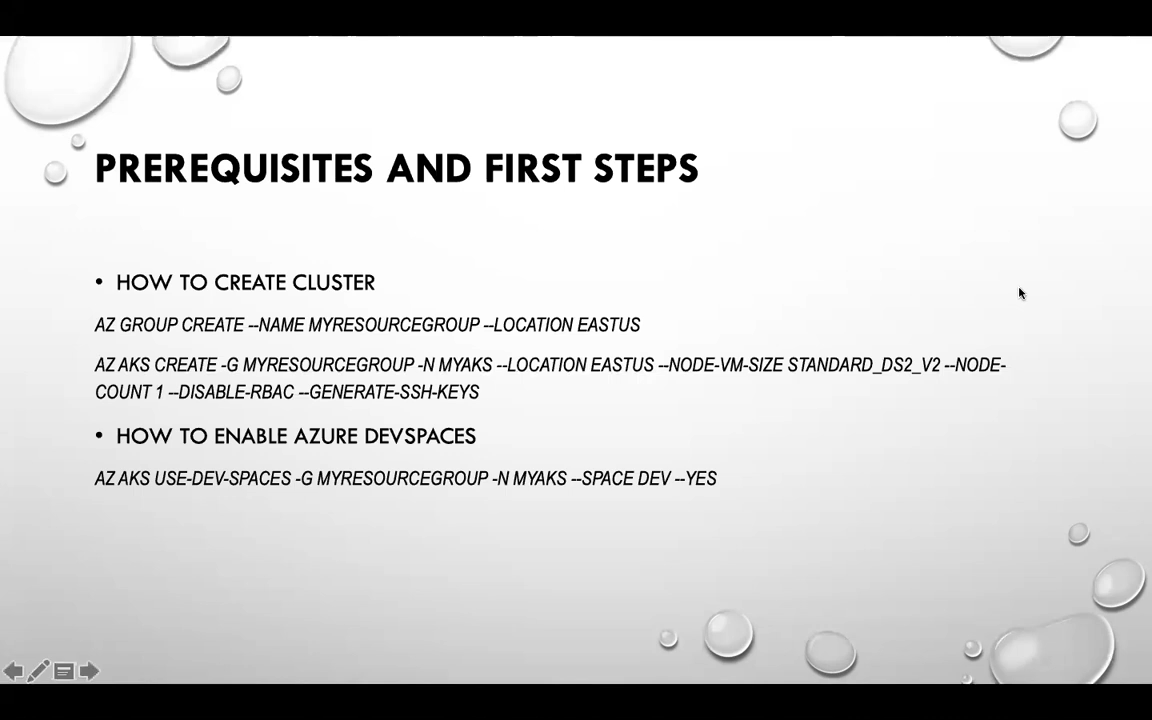 PREREQUISITES AND FIRST STEPS
• HOW TO CREATE CLUSTER
AZ GROUP CREATE --NAME MYRESOURCEGROUP --LOCATION EASTUS
AZ AKS CREATE -G MYRESOURCEGROUP -N MYAKS --LOCATION EASTUS --NODE-VM-SIZE STANDARD_DS2_V2 --NODE-
COUNT 1 --DISABLE-RBAC --GENERATE-SSH-KEYS
• HOW TO ENABLE AZURE DEVSPACES
AZ AKS USE-DEV-SPACES -G MYRESOURCEGROUP -N MYAKS --SPACE DEV --YES